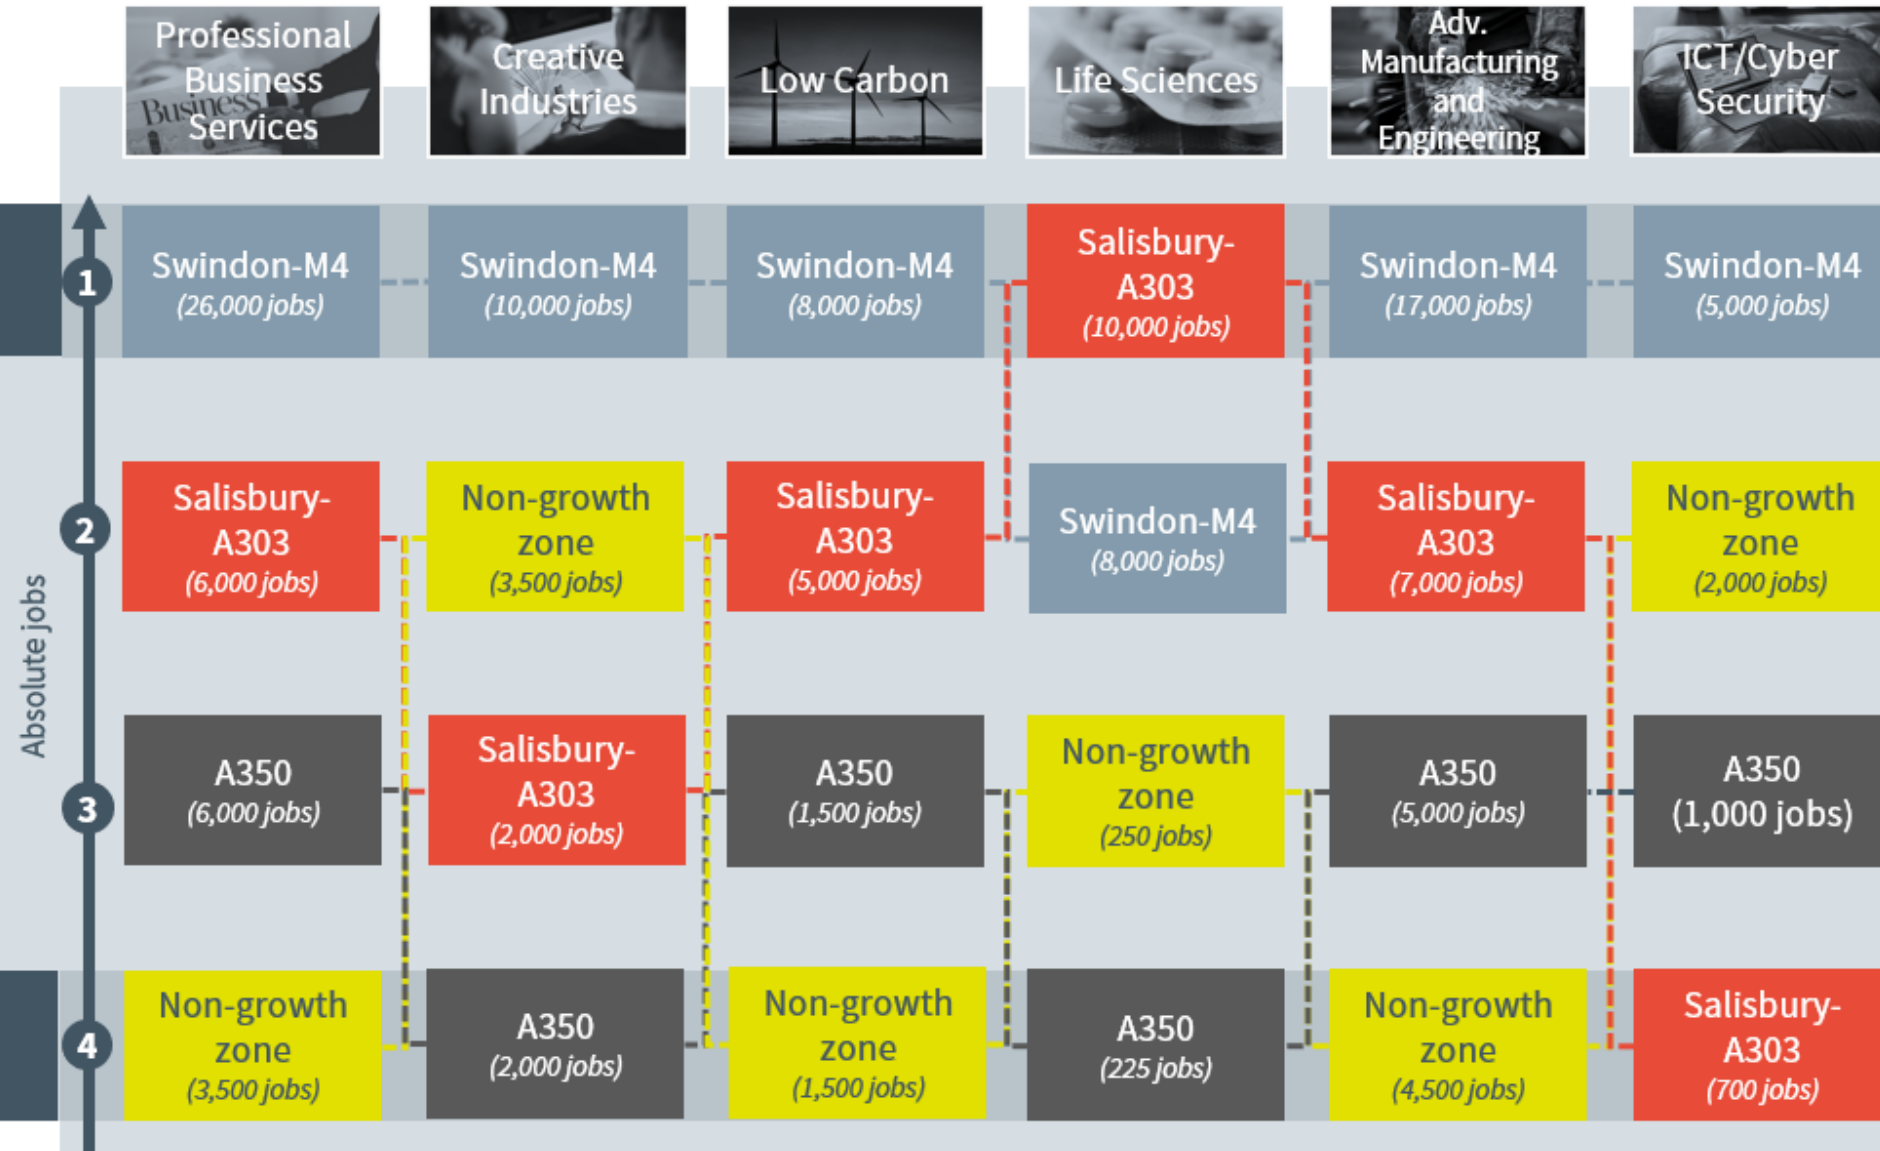 Professional
Business
Services
Business
Creative
Industries
Low Carbon
Life Sciences
Adv.
Manufacturing
and
Engineering
ICT/Cyber
Security
Absolute jobs
1
Swindon-M4
(26,000 jobs)
Swindon-M4
(10,000 jobs)
Swindon-M4
(8,000 jobs)
Salisbury-
A303
(10,000 jobs)
Swindon-M4
(17,000 jobs)
Swindon-M4
(5,000 jobs)
2
Salisbury-
A303
(6,000 jobs)
Non-growth
zone
(3,500 jobs)
Salisbury-
A303
(5,000 jobs)
Swindon-M4
(8,000 jobs)
Salisbury-
A303
(7,000 jobs)
Non-growth
zone
(2,000 jobs)
3
A350
(6,000 jobs)
Salisbury-
A303
(2,000 jobs)
A350
(1,500 jobs)
Non-growth
zone
(250 jobs)
A350
(5,000 jobs)
A350
(1,000 jobs)
4
Non-growth
zone
(3,500 jobs)
A350
(2,000 jobs)
Non-growth
zone
(1,500 jobs)
A350
(225 jobs)
Non-growth
zone
(4,500 jobs)
Salisbury-
A303
(700 jobs)